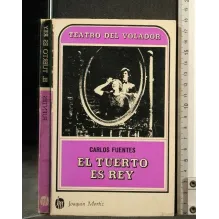 TEATRO DEL VOLADOR
CARLOS FUENTES
EL TUERTO
ES REY
Joaquín Mortiz